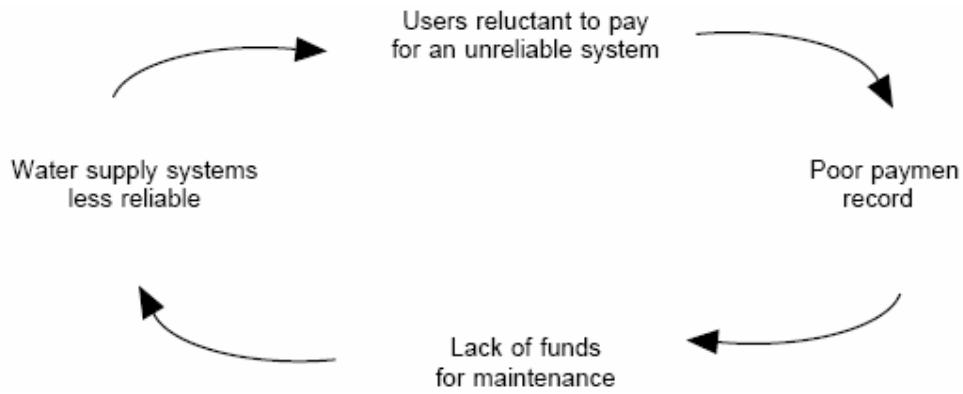 Users reluctant to pay
for an unreliable system
Water supply systems
less reliable
Poor paymen
record
Lack of funds
for maintenance